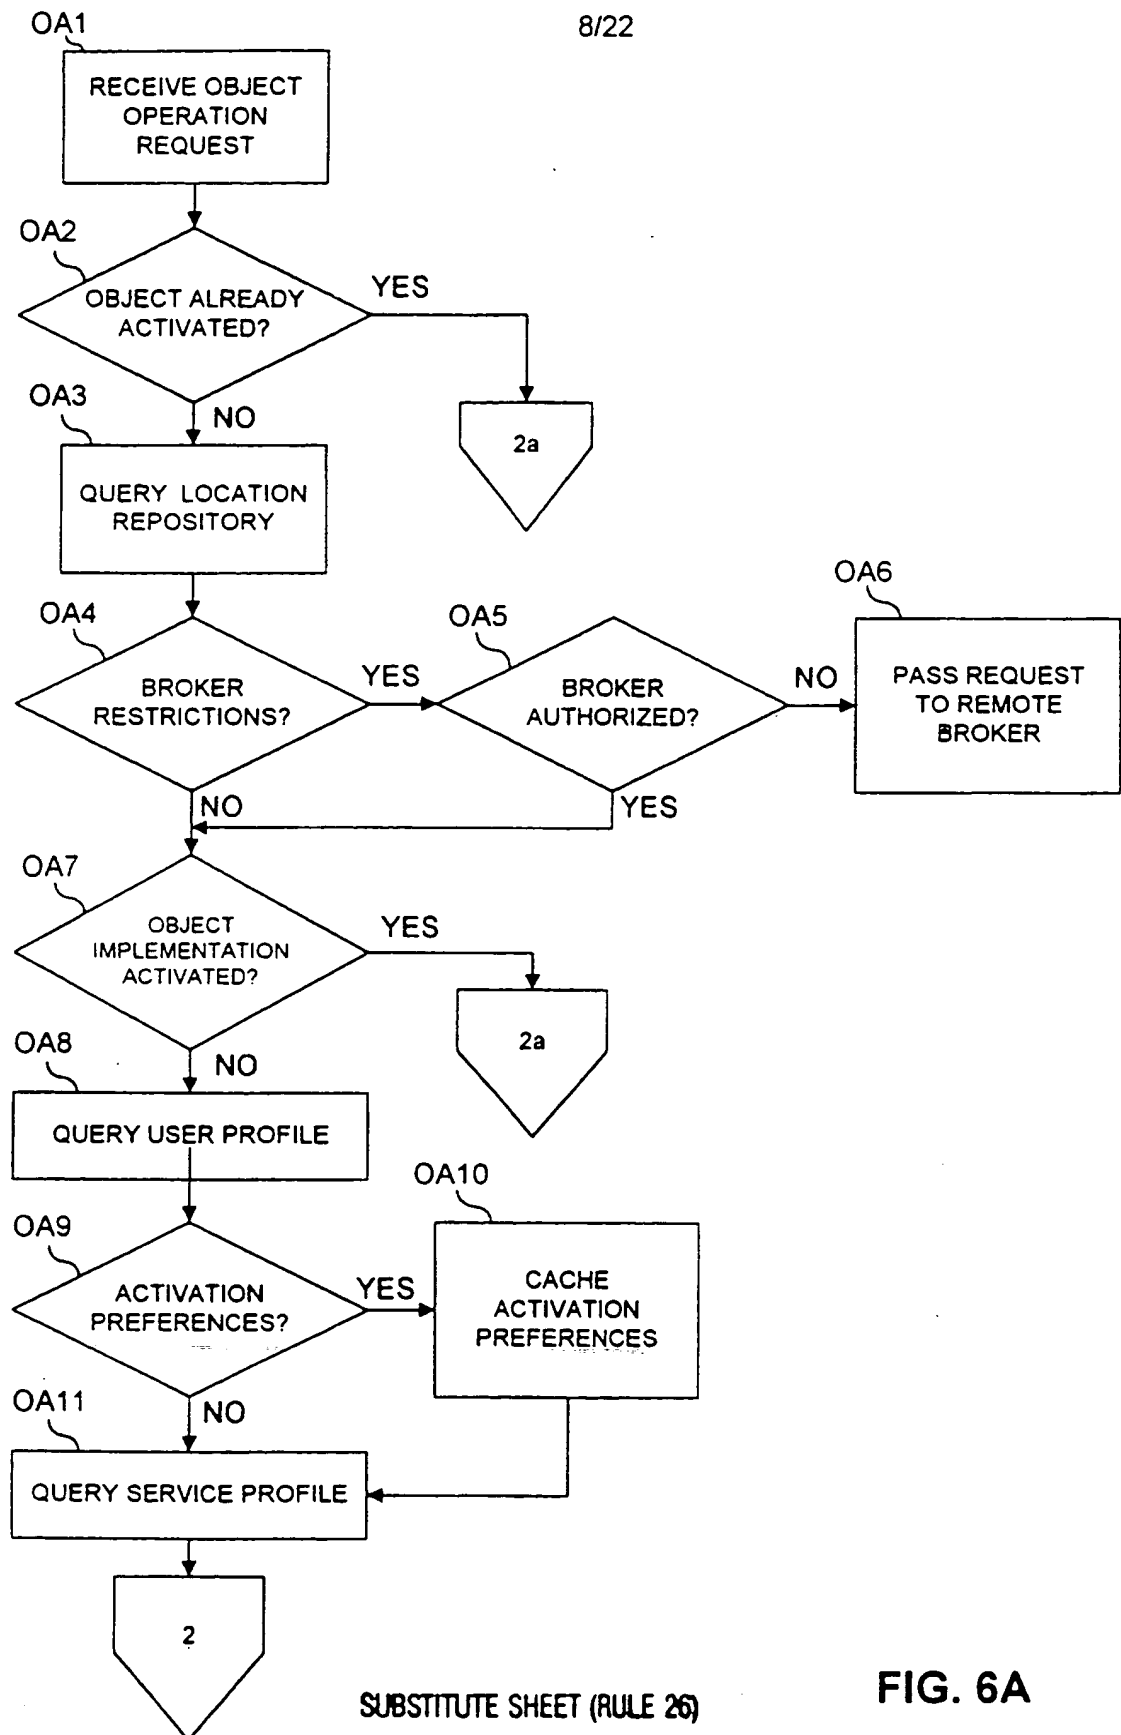 8/22
OA1
RECEIVE OBJECT
OPERATION
REQUEST
OA2
OBJECT ALREADY
ACTIVATED?
YES
2a
NO
OA3
QUERY LOCATION
REPOSITORY
OA4
BROKER
RESTRICTIONS?
YES
OA5
BROKER
AUTHORIZED?
NO
OA6
PASS REQUEST
TO REMOTE
BROKER
NO
YES
OA7
OBJECT
IMPLEMENTATION
ACTIVATED?
YES
2a
NO
OA8
QUERY USER PROFILE
OA9
ACTIVATION
PREFERENCES?
YES
OA10
CACHE
ACTIVATION
PREFERENCES
NO
OA11
QUERY SERVICE PROFILE
2
SUBSTITUTE SHEET (RULE 26)
FIG. 6A